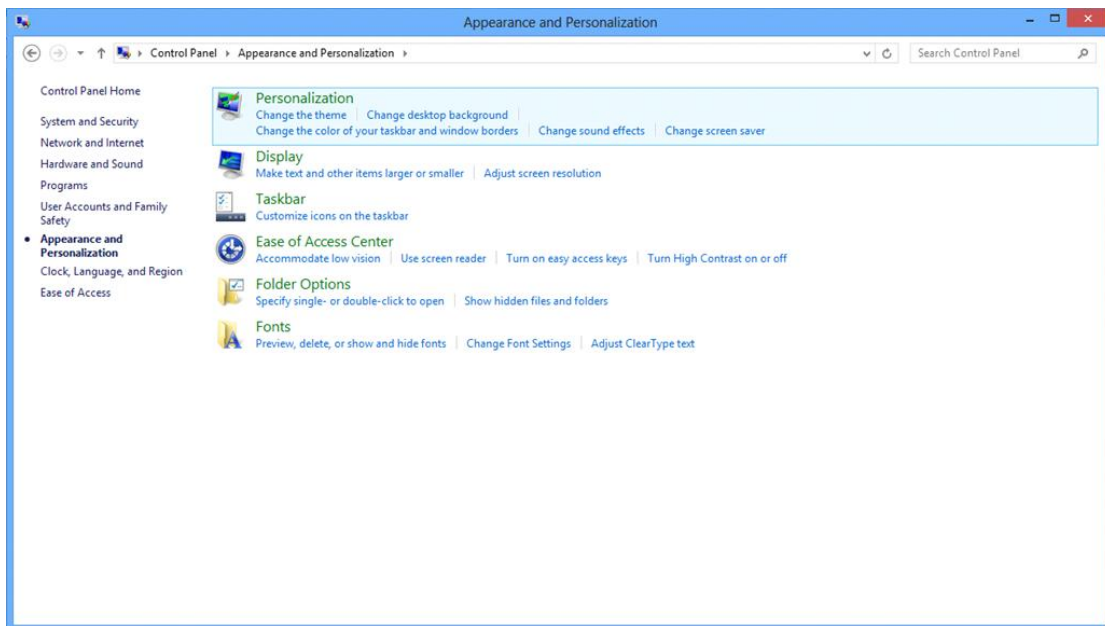 Appearance and Personalization
Control Panel Appearance and Personalization
Search Control Panel
Control Panel Home
System and Security
Network and Internet
Hardware and Sound
Programs
User Accounts and Family
Safety
Appearance and
Personalization
Clock, Language, and Region
Ease of Access
Personalization
Change the theme Change desktop background
Change the color of your taskbar and window borders Change sound effects Change screen saver
Display
Make text and other items larger or smaller Adjust screen resolution
Taskbar
Customize icons on the taskbar
Ease of Access Center
Accommodate low vision Use screen reader Turn on easy access keys Turn High Contrast on or off
Folder Options
Specify single- or double-click to open Show hidden files and folders
Fonts
Preview, delete, or show and hide fonts Change Font Settings Adjust ClearType text